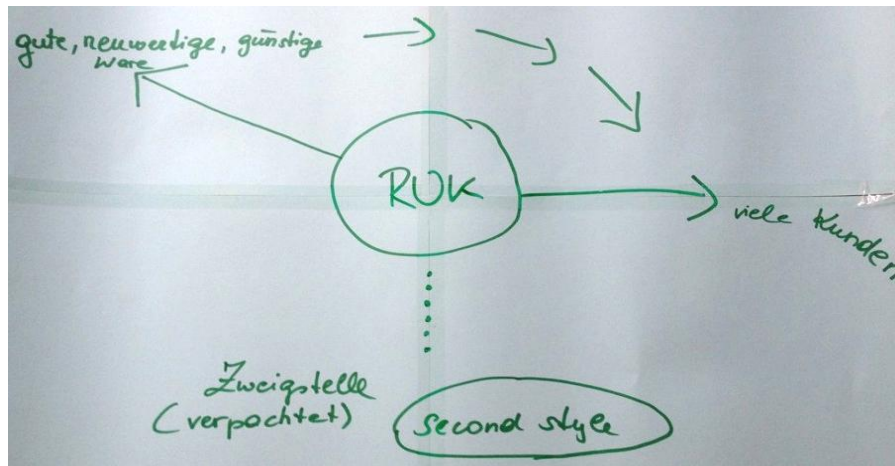 gute, neuwertige, günstige
Ware
RUK
viele Kunden
Zweigstelle
(verpachtet)
second style